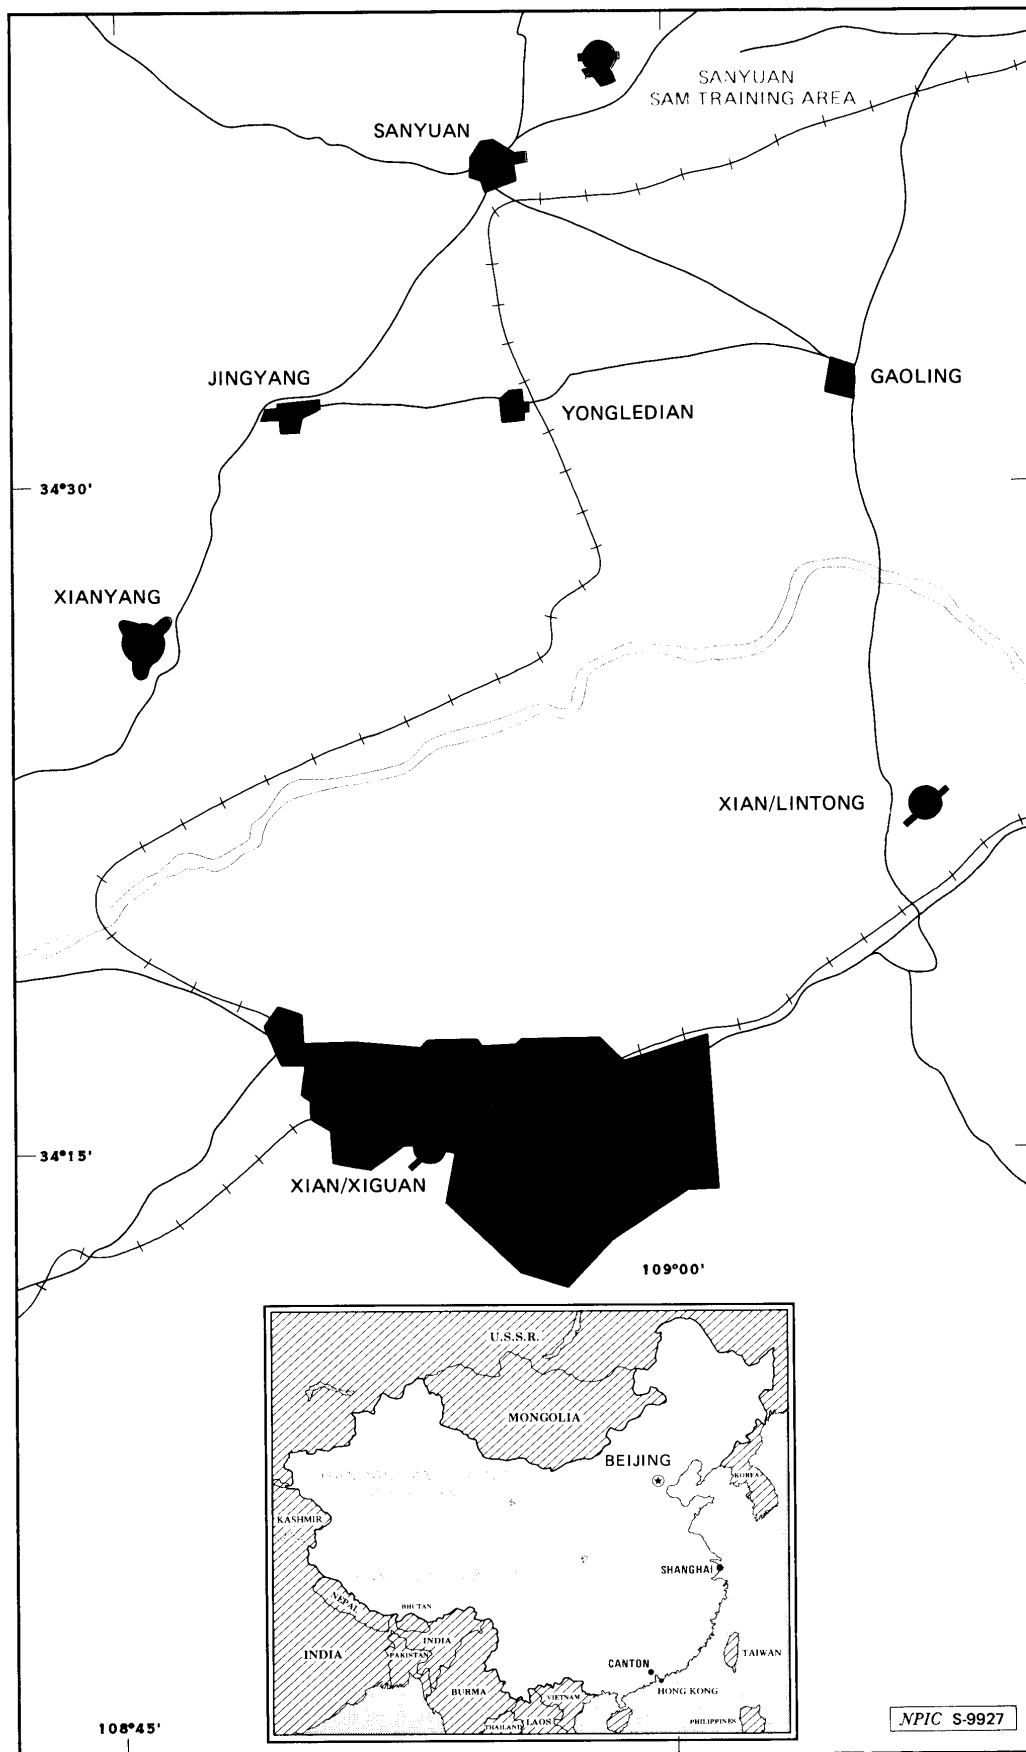 SANYUAN
SAM TRAINING AREA
SANYUAN
JINGYANG
GAOLING
YONGLEDIAN
34°30'
XIANYANG
XIAN/LINTONG
34°15'
XIAN/XIGUAN
109°00'
U.S.S.R.
MONGOLIA
BEIJING
KOREA
KASHMIR
SHANGHAI
NEPAL
BHUTAN
INDIA
INDIA
PAKISTAN
TAIWAN
CANTON
BURMA
HONG KONG
VIETNAM
LAOS
THAILAND
PHILIPPINES
108°45'
NPIC S-9927